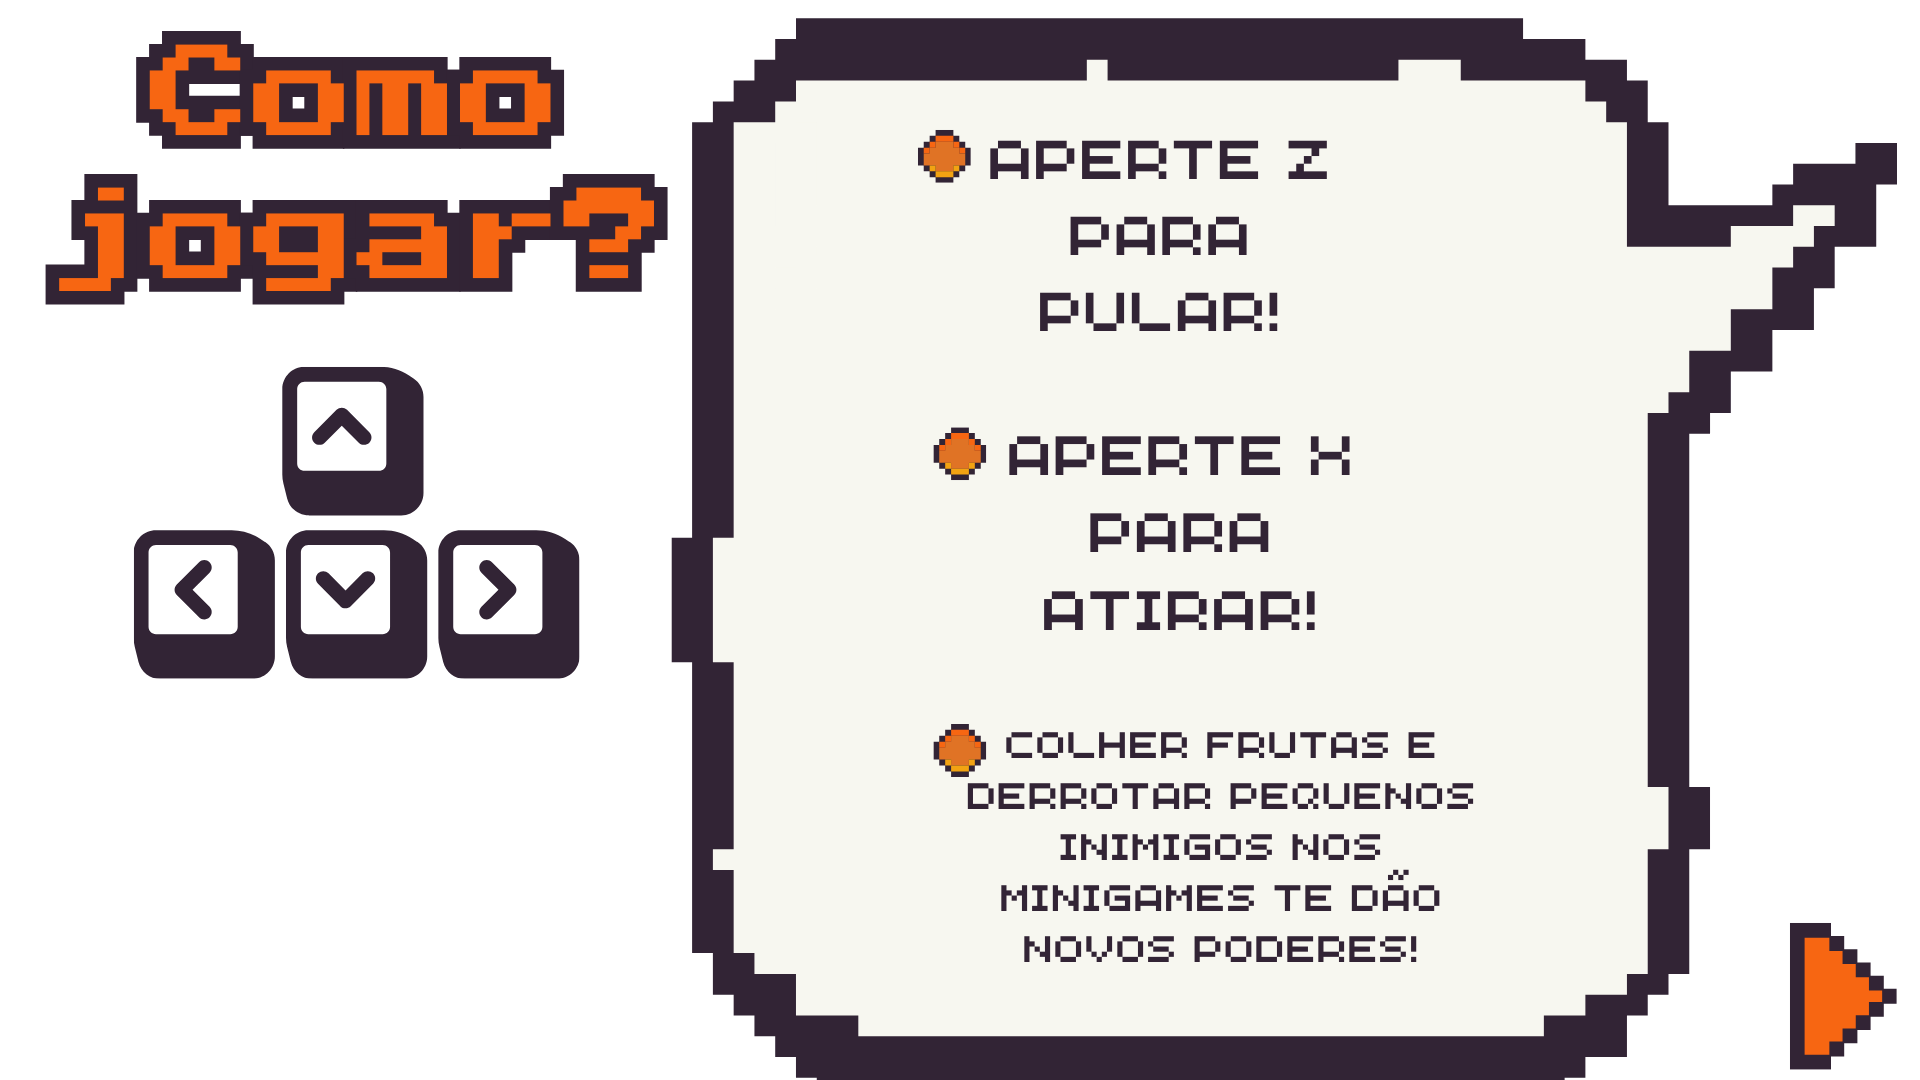 Como
jogar?
APERTE Z
PARA
PULAR!
APERTE X
PARA
ATIRAR!
COLHER FRUTAS E
DERROTAR PEQUENOS
INIMIGOS NOS
MINIGAMES TE DÃO
NOVOS PODERES!